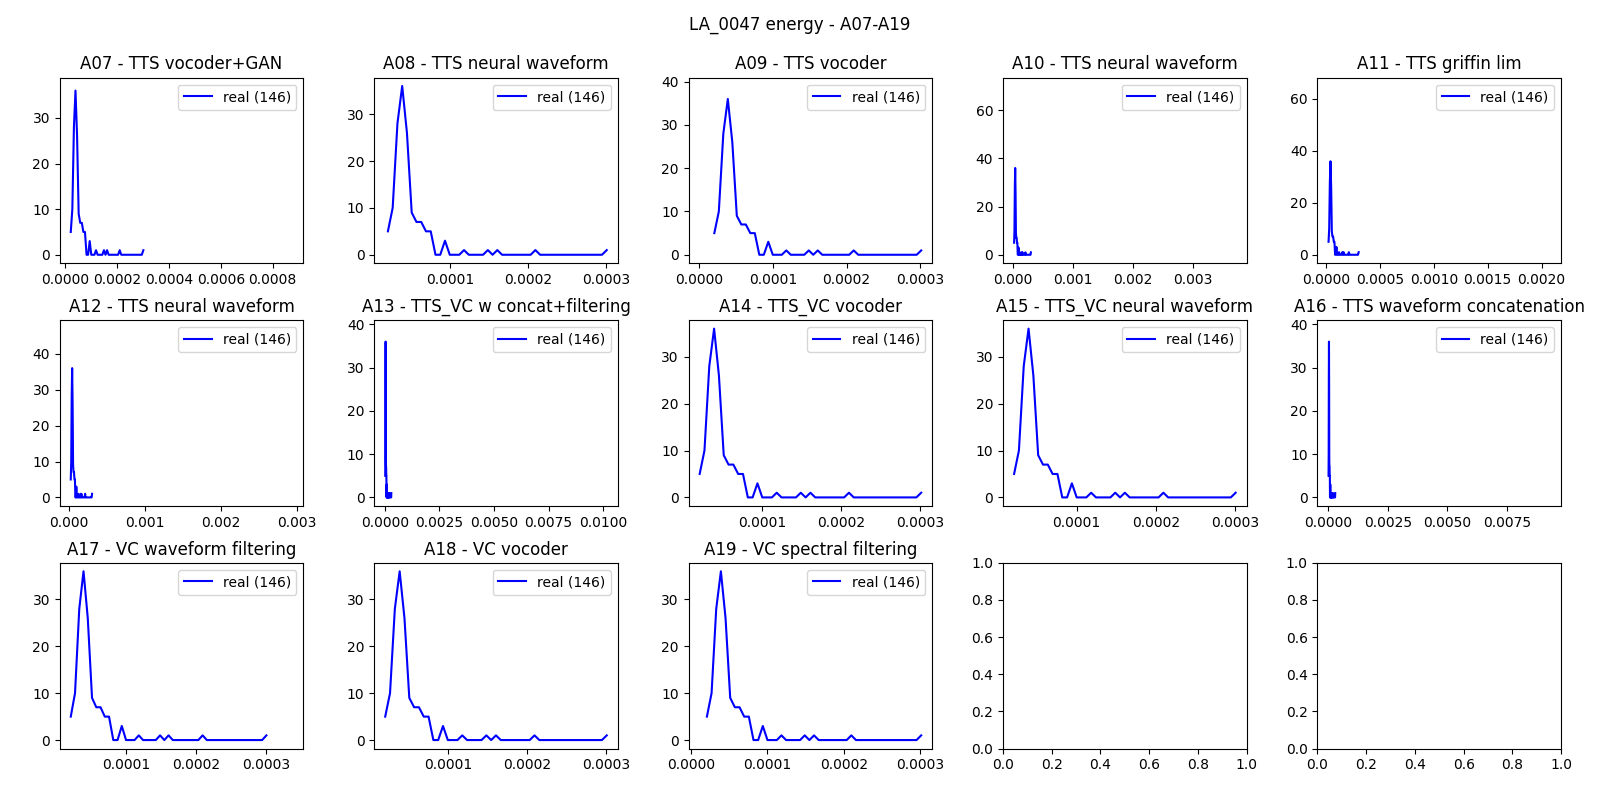 LA_0047 energy - A07-A19
A07 - TTS vocoder+GAN
A08 - TTS neural waveform
A09 - TTS vocoder
A10 - TTS neural waveform
A11 - TTS griffin lim
real (146)
real (146)
real (146)
real (146)
real (146)
30
20
10
0
0.0000 0.0002 0.0004 0.0006 0.0008
30
20
10
0
0.0001 0.0002 0.0003
40
30
20
10
0
0.0000 0.0001 0.0002 0.0003
60
40
20
0
0.000 0.001 0.002 0.003
60
40
20
0
0.0000 0.0005 0.0010 0.0015 0.0020
A12 - TTS neural waveform
A13 - TTS_VC w concat+filtering
A14 - TTS_VC vocoder
A15 - TTS_VC neural waveform
A16 - TTS waveform concatenation
real (146)
real (146)
real (146)
real (146)
real (146)
40
30
20
10
0
0.000 0.001 0.002 0.003
40
30
20
10
0
0.0000 0.0025 0.0050 0.0075 0.0100
30
20
10
0
0.0001 0.0002 0.0003
30
20
10
0
0.0001 0.0002 0.0003
40
30
20
10
0
0.0000 0.0025 0.0050 0.0075
A17 - VC waveform filtering
A18 - VC vocoder
A19 - VC spectral filtering
real (146)
real (146)
real (146)
30
20
10
0
0.0001 0.0002 0.0003
30
20
10
0
0.0001 0.0002 0.0003
30
20
10
0
0.0000 0.0001 0.0002 0.0003
1.0
0.8
0.6
0.4
0.2
0.0
0.0 0.2 0.4 0.6 0.8 1.0
1.0
0.8
0.6
0.4
0.2
0.0
0.0 0.2 0.4 0.6 0.8 1.0